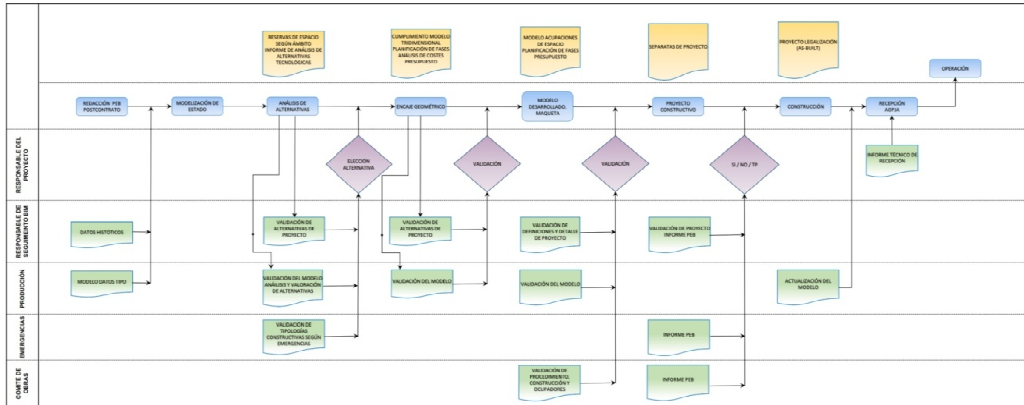 RESERVAS DE ESPACIO
SEGÚN ÁMBITO
INFORME DE ANÁLISIS DE
ALTERNATIVAS
TECNOLÓGICAS
CUMPLIMIENTO MODELO
TRIDIMENSIONAL
PLANIFICACIÓN DE FASES
ANÁLISIS DE COSTES
PRESUPUESTO
MODELO OCUPACIONES
DE ESPACIO
PLANIFICACIÓN DE FASES
PRESUPUESTO
SEPARATAS DE PROYECTO
PROYECTO LEGALIZACIÓN
(AS-BUILT)
OPERACIÓN
REDACCIÓN PEB
POSTCONTRATO
MODELIZACIÓN DE
ESTADO
ANÁLISIS DE
ALTERNATIVAS
ENCAJE GEOMÉTRICO
MODELO
DESARROLLADO.
MAQUETA
PROYECTO
CONSTRUCTIVO
CONSTRUCCIÓN
RECEPCIÓN
ADPJA
RESPONSABLE DEL
PROYECTO
ELECCIÓN
ALTERNATIVA
VALIDACIÓN
VALIDACIÓN
SI / NO / TP
INFORME TÉCNICO DE
RECEPCIÓN
RESPONSABLE DE
SEGUIMIENTO BIM
DATOS HISTÓTICOS
VALIDACIÓN DE
ALTERNATIVAS DE
PROYECTO
VALIDACIÓN DE
ALTERNATIVAS DE
PROYECTO
VALIDACIÓN DE
DEFINICIONES Y DETALLE
DE PROYECTO
VALIDACIÓN DE PROYECTO
INFORME PEB
PRODUCCIÓN
MODELO DATOS TIPO
VALIDACIÓN DEL MODELO
ANÁLISIS Y VALORACIÓN
DE ALTERNATIVAS
VALIDACIÓN DEL MODELO
VALIDACIÓN DEL MODELO
ACTUALIZACIÓN DEL
MODELO
EMERGENCIAS
VALIDACIÓN DE
TIPOLOGÍAS
CONSTRUCTIVAS SEGÚN
EMERGENCIAS
INFORME PEB
COMITÉ DE
OBRAS
VALIDACIÓN DE
PROCEDIMIENTO,
CONSTRUCCIÓN Y
OCUPADORES
INFORME PEB